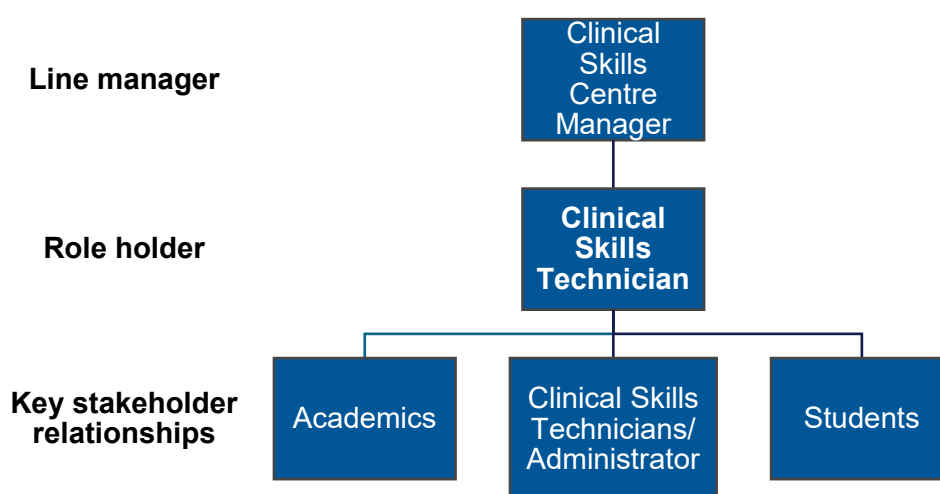 Line manager
Clinical
Skills
Centre
Manager
Role holder
Clinical
Skills
Technician
Key stakeholder
relationships
Academics
Clinical Skills
Technicians/
Administrator
Students